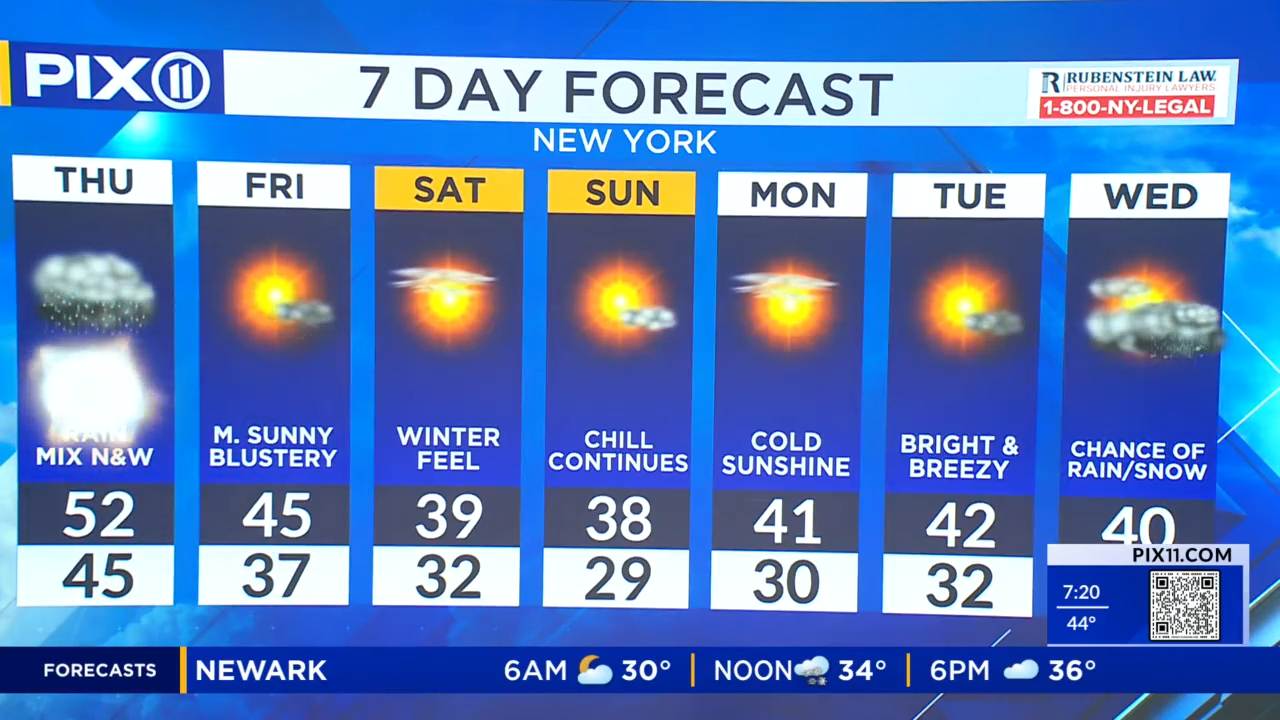 PIX 11
7 DAY FORECAST
R RUBENSTEIN LAW
PERSONAL INJURY LAWYERS
1-800-NY-LEGAL
NEW YORK
THU
RAIN
MIX N&W
52
45
FRI
M. SUNNY
BLUSTERY
45
37
SAT
WINTER
FEEL
39
32
SUN
CHILL
CONTINUES
38
29
MON
COLD
SUNSHINE
41
30
TUE
BRIGHT &
BREEZY
42
32
WED
CHANCE OF
RAIN/SNOW
40
PIX11.COM
7:20
44°
FORECASTS
NEWARK
6AM 30°
NOON 34°
6PM 36°